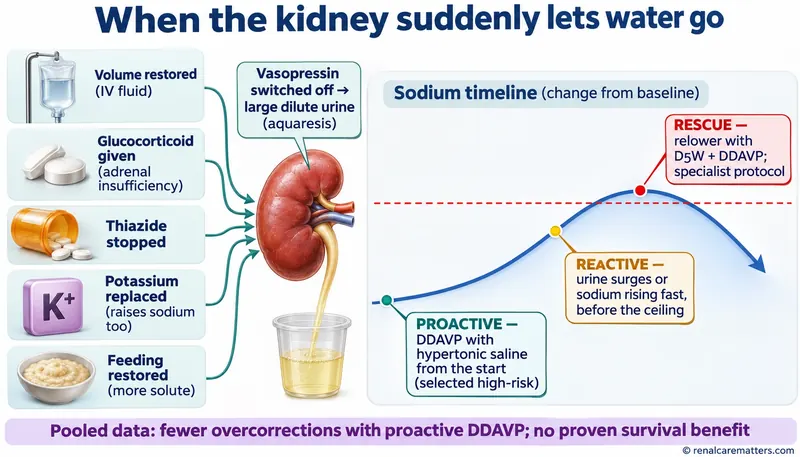 When the kidney suddenly lets water go
Volume restored
(IV fluid)
Glucocorticoid
given
(adrenal
insufficiency)
Thiazide
stopped
K+
Potassium
replaced
(raises sodium
too)
Feeding
restored
(more solute)
Vasopressin
switched off →
large dilute urine
(aquaresis)
Sodium timeline (change from baseline)
RESCUE —
relower with
D5W + DDAVP;
specialist protocol
REACTIVE —
urine surges or
sodium rising fast,
before the ceiling
PROACTIVE —
DDAVP with
hypertonic saline
from the start
(selected high-risk)
Pooled data: fewer overcorrections with proactive DDAVP; no proven survival benefit
© renalcarematters.com